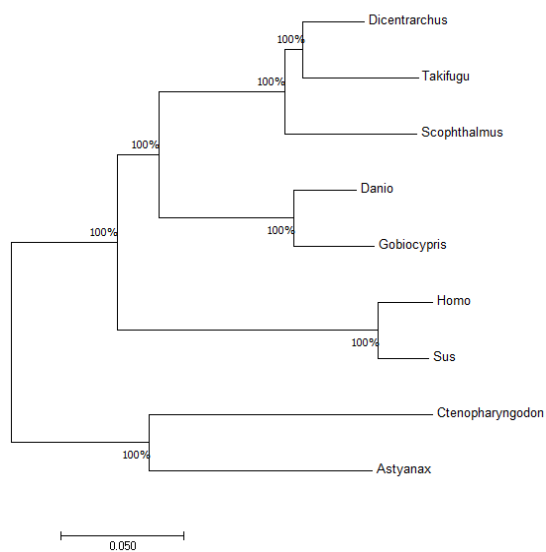 Dicentrarchus
100%
Takifugu
100%
Scophthalmus
100%
Danio
100%
Gobiocypris
100%
Homo
100%
Sus
Ctenopharyngodon
100%
Astyanax
0.050